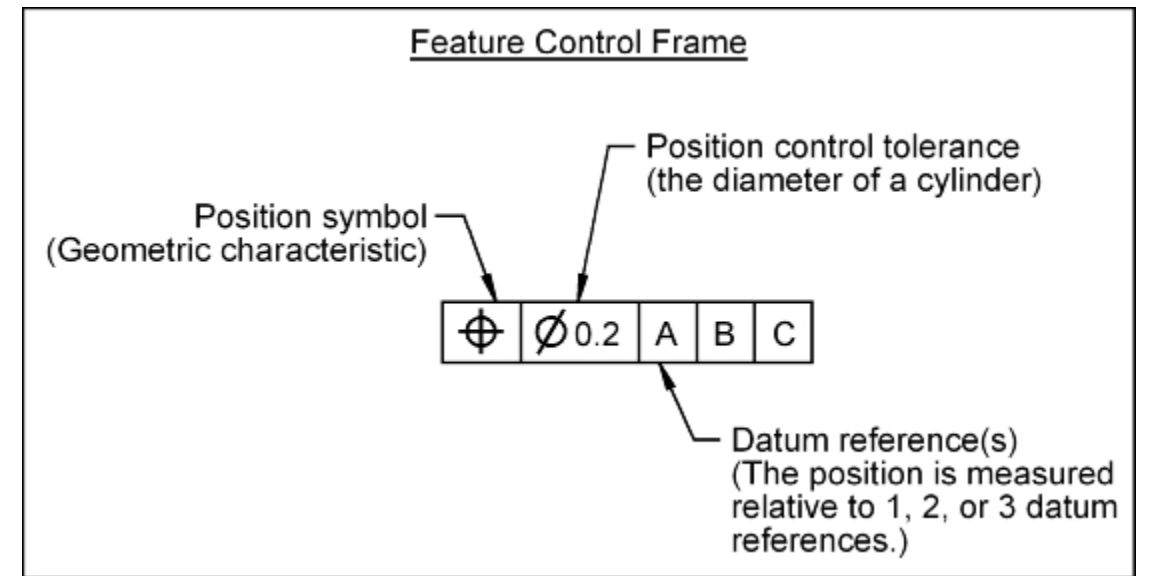 Feature Control Frame
Position control tolerance
(the diameter of a cylinder)
Position symbol
(Geometric characteristic)
⌖ ⌀0.2 A B C
Datum reference(s)
(The position is measured
relative to 1, 2, or 3 datum
references.)